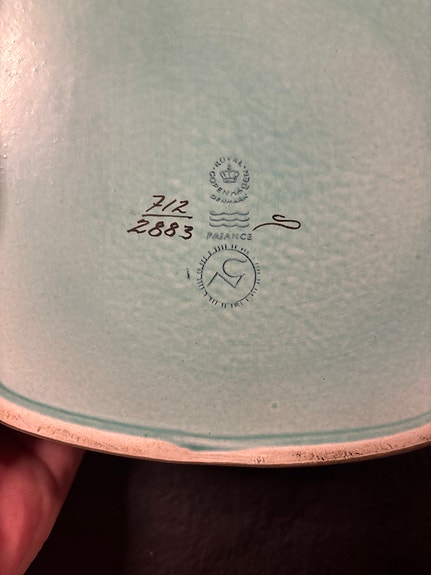 ROYAL COPENHAGEN
DENMARK
712
2883
FAJANCE